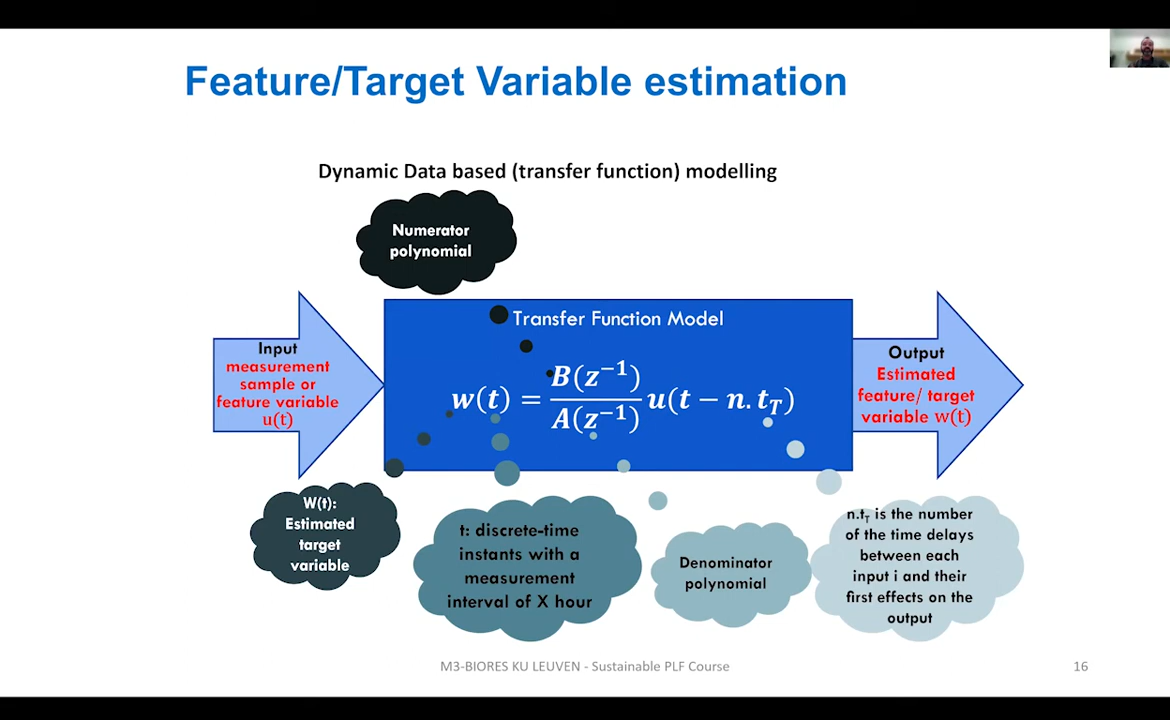 Feature/Target Variable estimation
Dynamic Data based (transfer function) modelling
Numerator
polynomial
Input
measurement
sample or
feature variable
u(t)
Transfer Function Model
w(t) = B(z⁻¹)/A(z⁻¹) u(t − n.t_T)
Output
Estimated
feature/ target
variable w(t)
W(t):
Estimated
target
variable
t: discrete-time
instants with a
measurement
interval of X hour
Denominator
polynomial
n.t_T is the number
of the time delays
between each
input i and their
first effects on the
output
M3-BIORES KU LEUVEN - Sustainable PLF Course
16